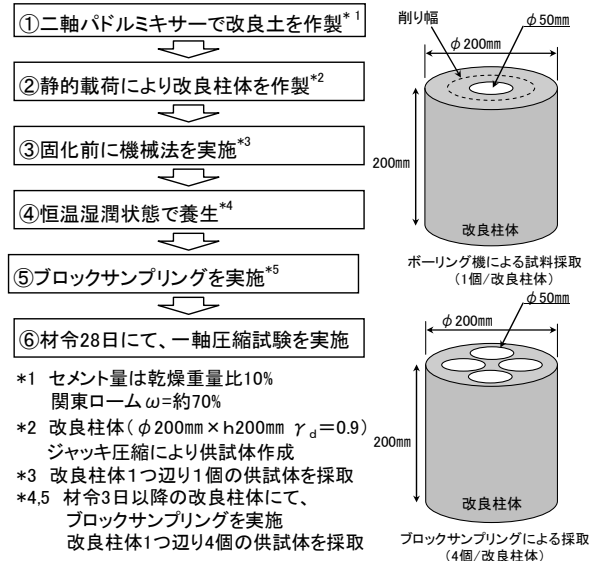 ①二軸パドルミキサーで改良土を作製*1
②静的載荷により改良柱体を作製*2
③固化前に機械法を実施*3
④恒温湿潤状態で養生*4
⑤ブロックサンプリングを実施*5
⑥材令28日にて、一軸圧縮試験を実施
*1 セメント量は乾燥重量比10%
関東ロームω=約70%
*2 改良柱体(φ200mm×h200mm γd=0.9)
ジャッキ圧縮により供試体作成
*3 改良柱体1つ辺り1個の供試体を採取
*4,5 材令3日以降の改良柱体にて、
ブロックサンプリングを実施
改良柱体1つ辺り4個の供試体を採取
削り幅
φ50mm
φ200mm
200mm
改良柱体
ボーリング機による試料採取
(1個/改良柱体)
φ50mm
φ200mm
200mm
改良柱体
ブロックサンプリングによる採取
(4個/改良柱体)